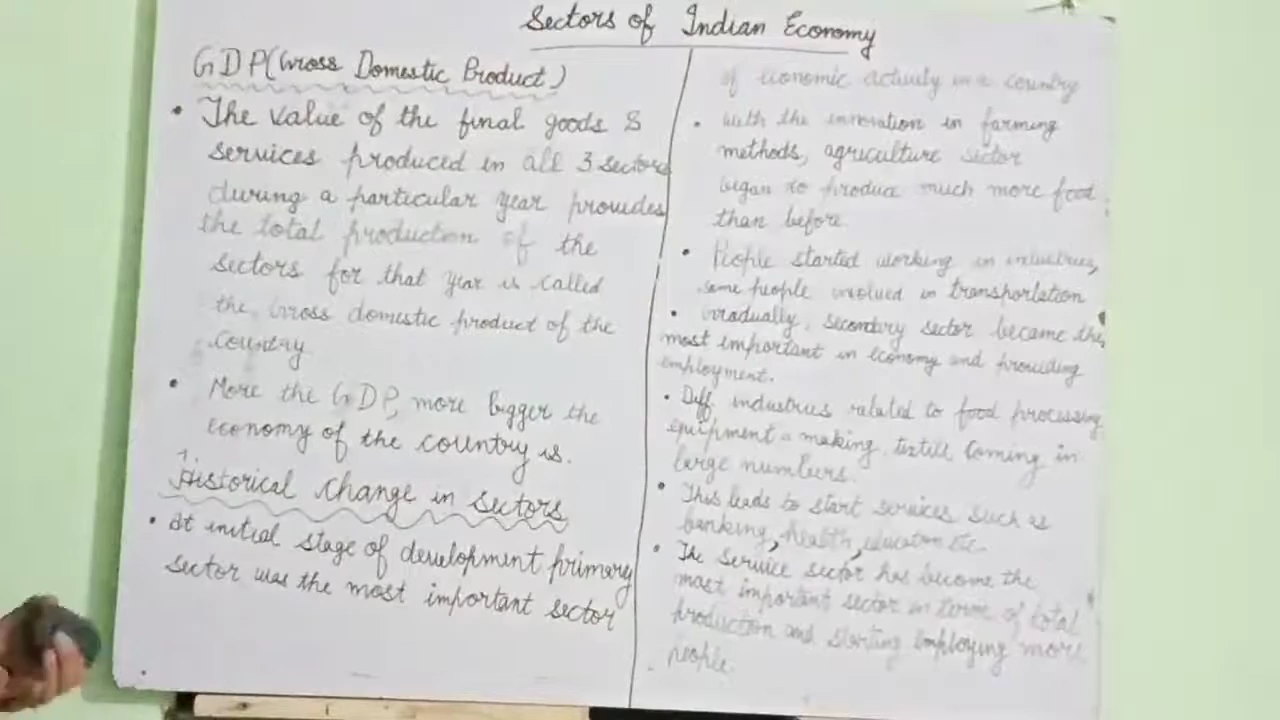 Sectors of Indian Economy
GDP(Gross Domestic Product)
• The value of the final goods &
services produced in all 3 sectors
during a particular year provides
the total production of the
sectors for that year is called
the Gross domestic product of the
country
• More the GDP, more bigger the
economy of the country is.
Historical change in sectors
• At initial stage of development primary
sector was the most important sector
of economic activity in a country
• with the innovation in farming
methods, agriculture sector
began to produce much more food
than before
• People started working in industries,
some people involved in transportation
• Gradually, secondary sector became the
most important in economy and providing
employment.
• Diff industries related to food processing
equipment - making, coming in
large numbers.
• This leads to start services such as
banking, health, education etc
• The service sector has become the
most important sector in term of total
production and starting employing more
people